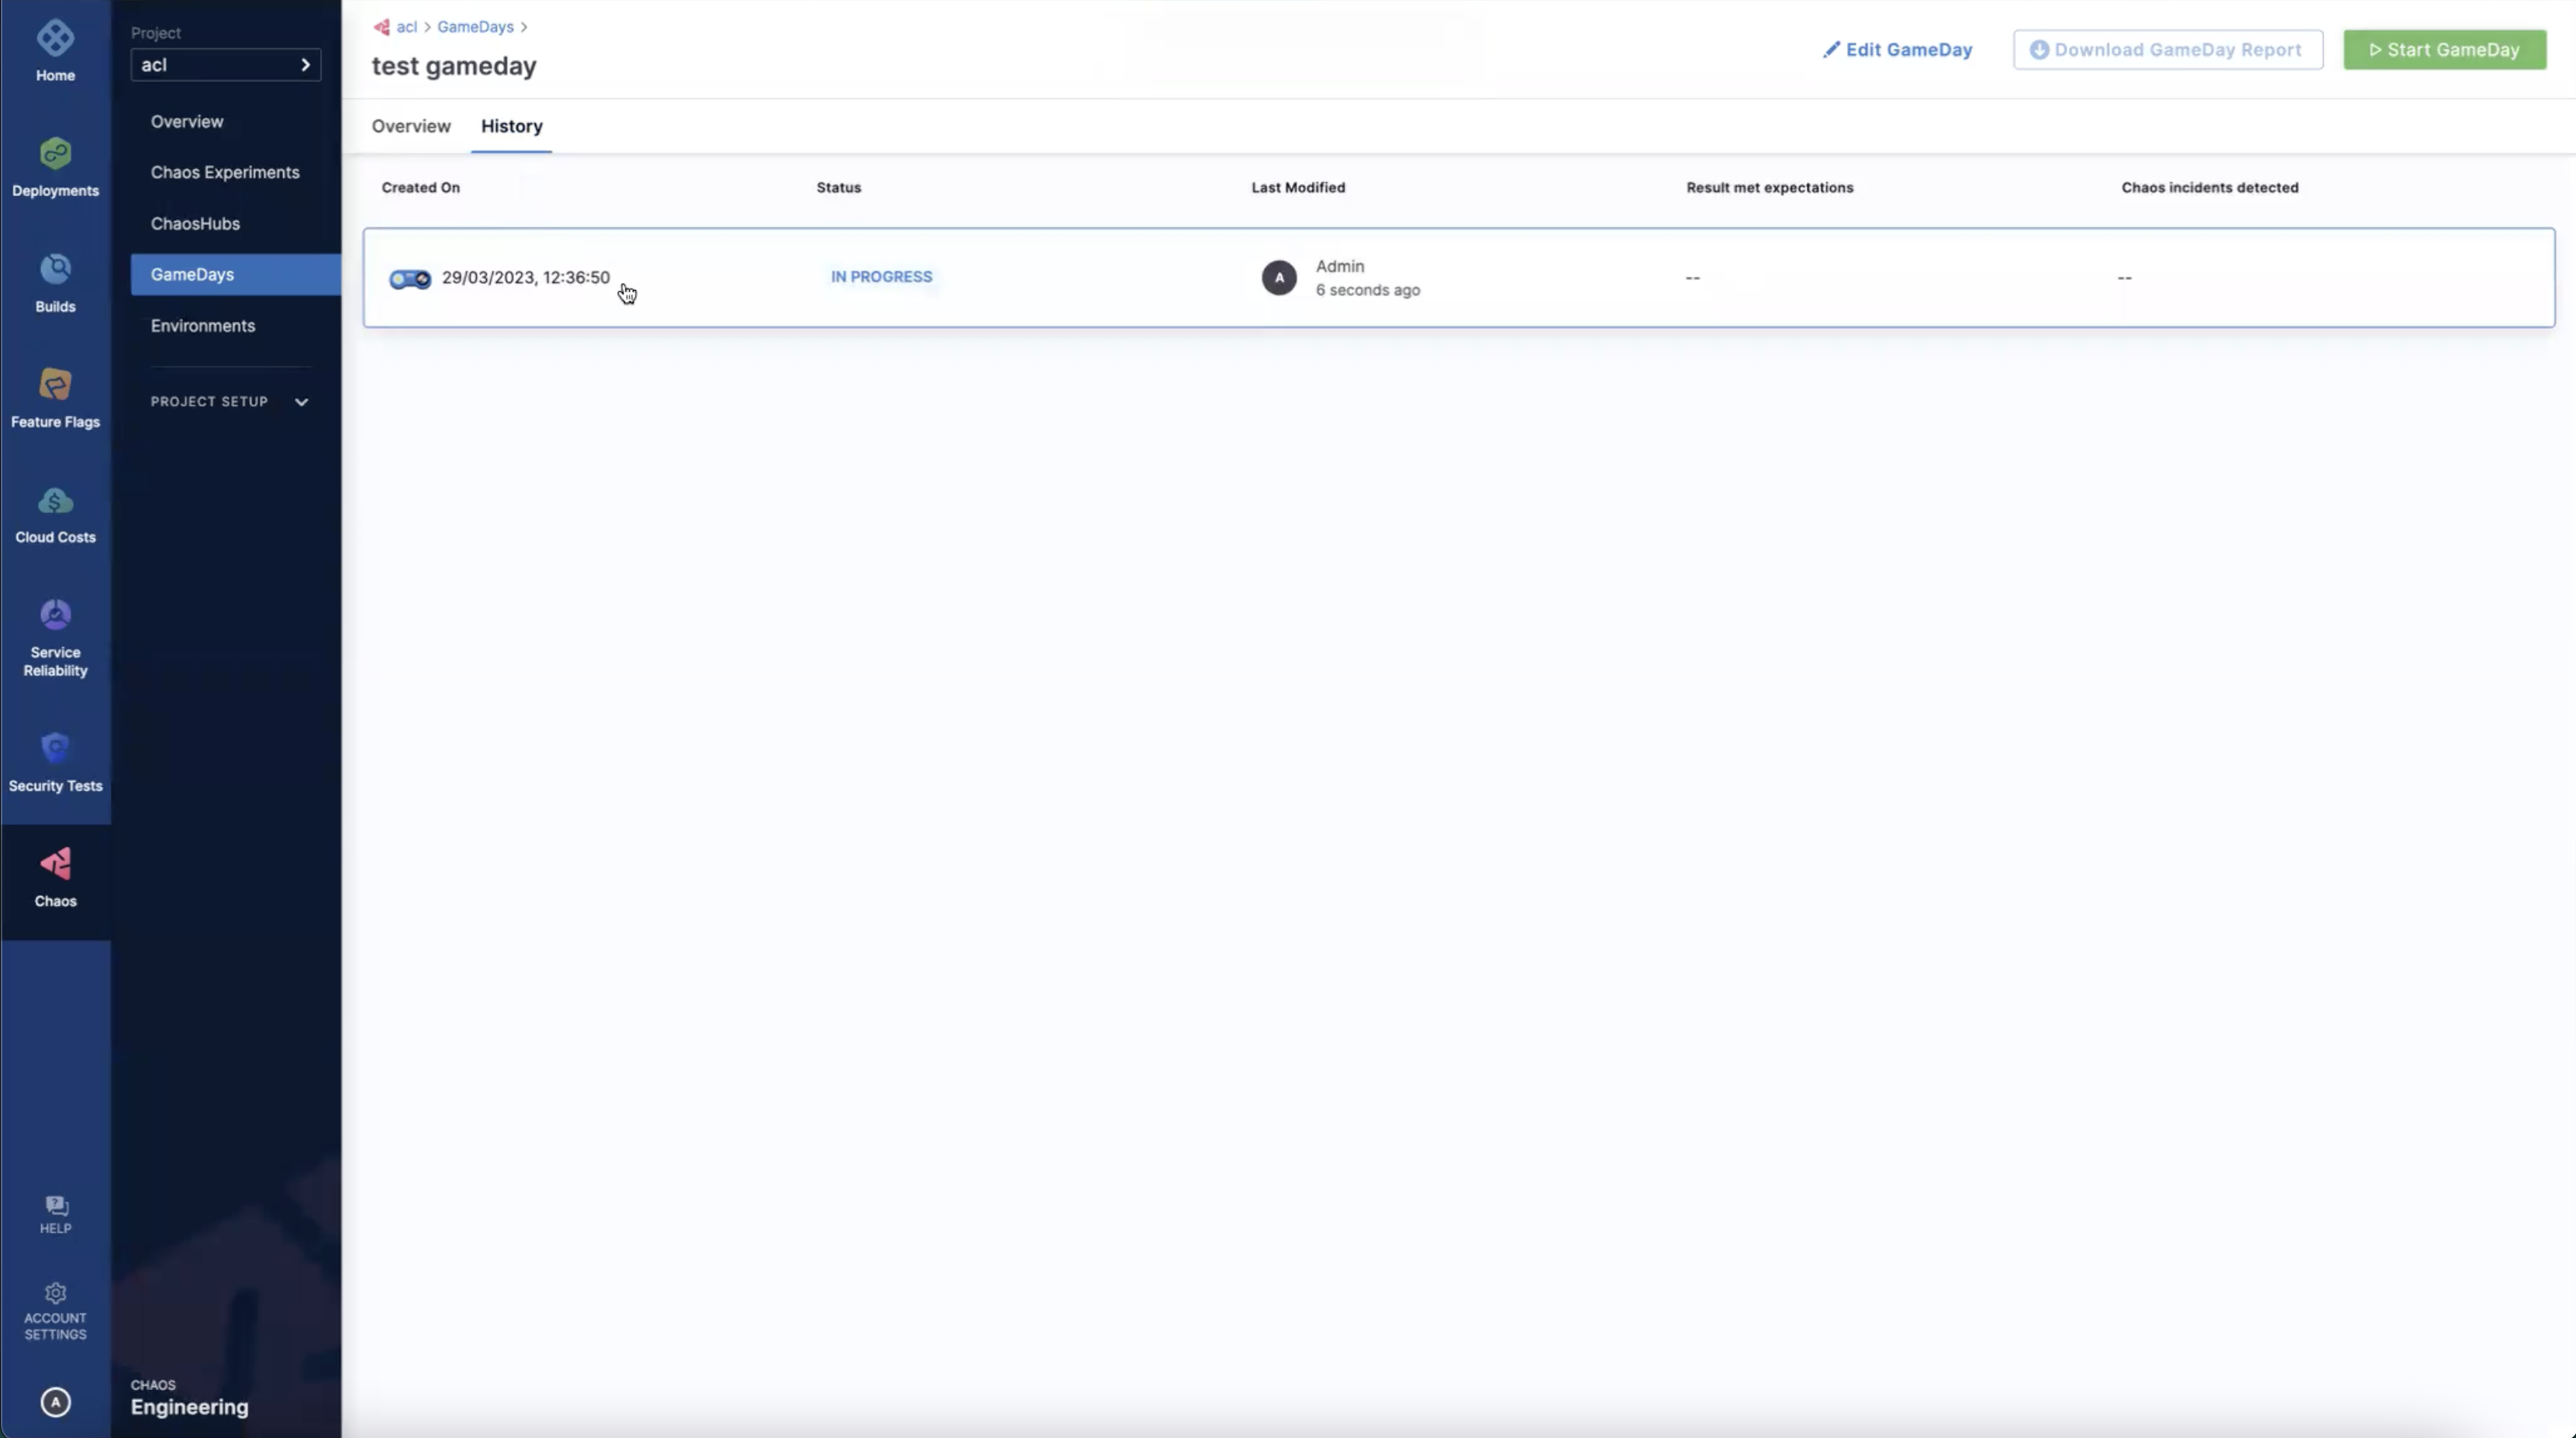 Home
Deployments
Builds
Feature Flags
Cloud Costs
Service
Reliability
Security Tests
Chaos
HELP
ACCOUNT
SETTINGS
A
Project
acl
Overview
Chaos Experiments
ChaosHubs
GameDays
Environments
PROJECT SETUP
CHAOS
Engineering
acl > GameDays >
test gameday
Edit GameDay
Download GameDay Report
Start GameDay
Overview
History
Created On
Status
Last Modified
Result met expectations
Chaos incidents detected
29/03/2023, 12:36:50
IN PROGRESS
A
Admin
6 seconds ago
--
--